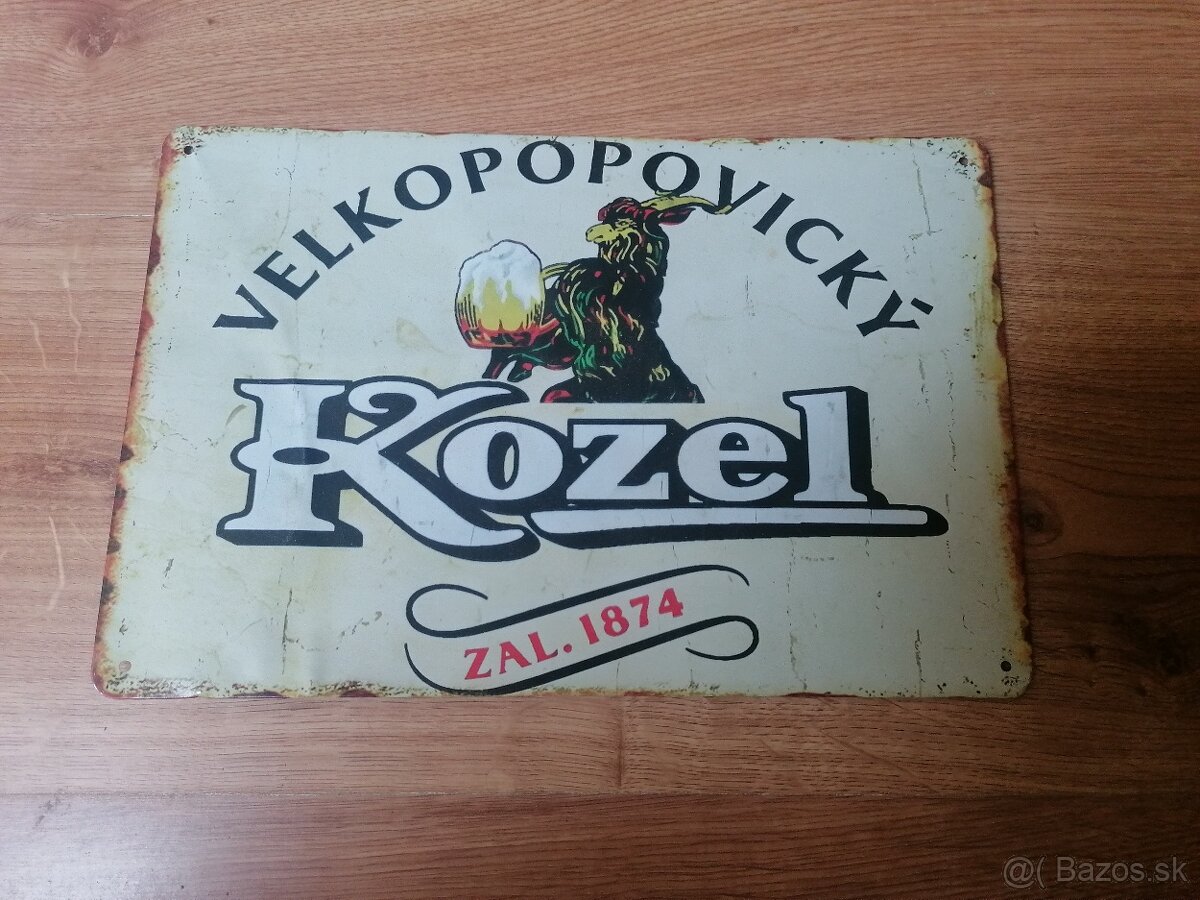 VELKOPOPOVICKÝ
Kozel
ZAL. 1874
@( Bazos.sk